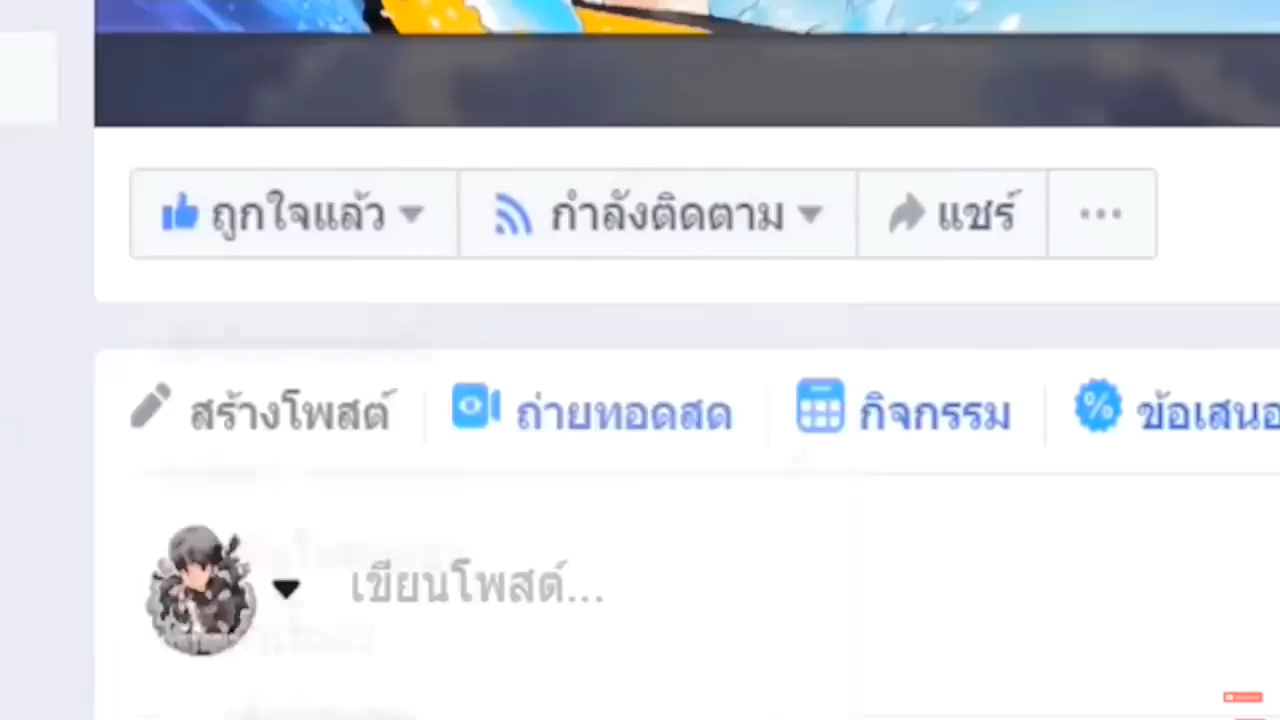 ถูกใจแล้ว กำลังติดตาม แชร์
สร้างโพสต์ ถ่ายทอดสด กิจกรรม ข้อเสนอ
เขียนโพสต์...